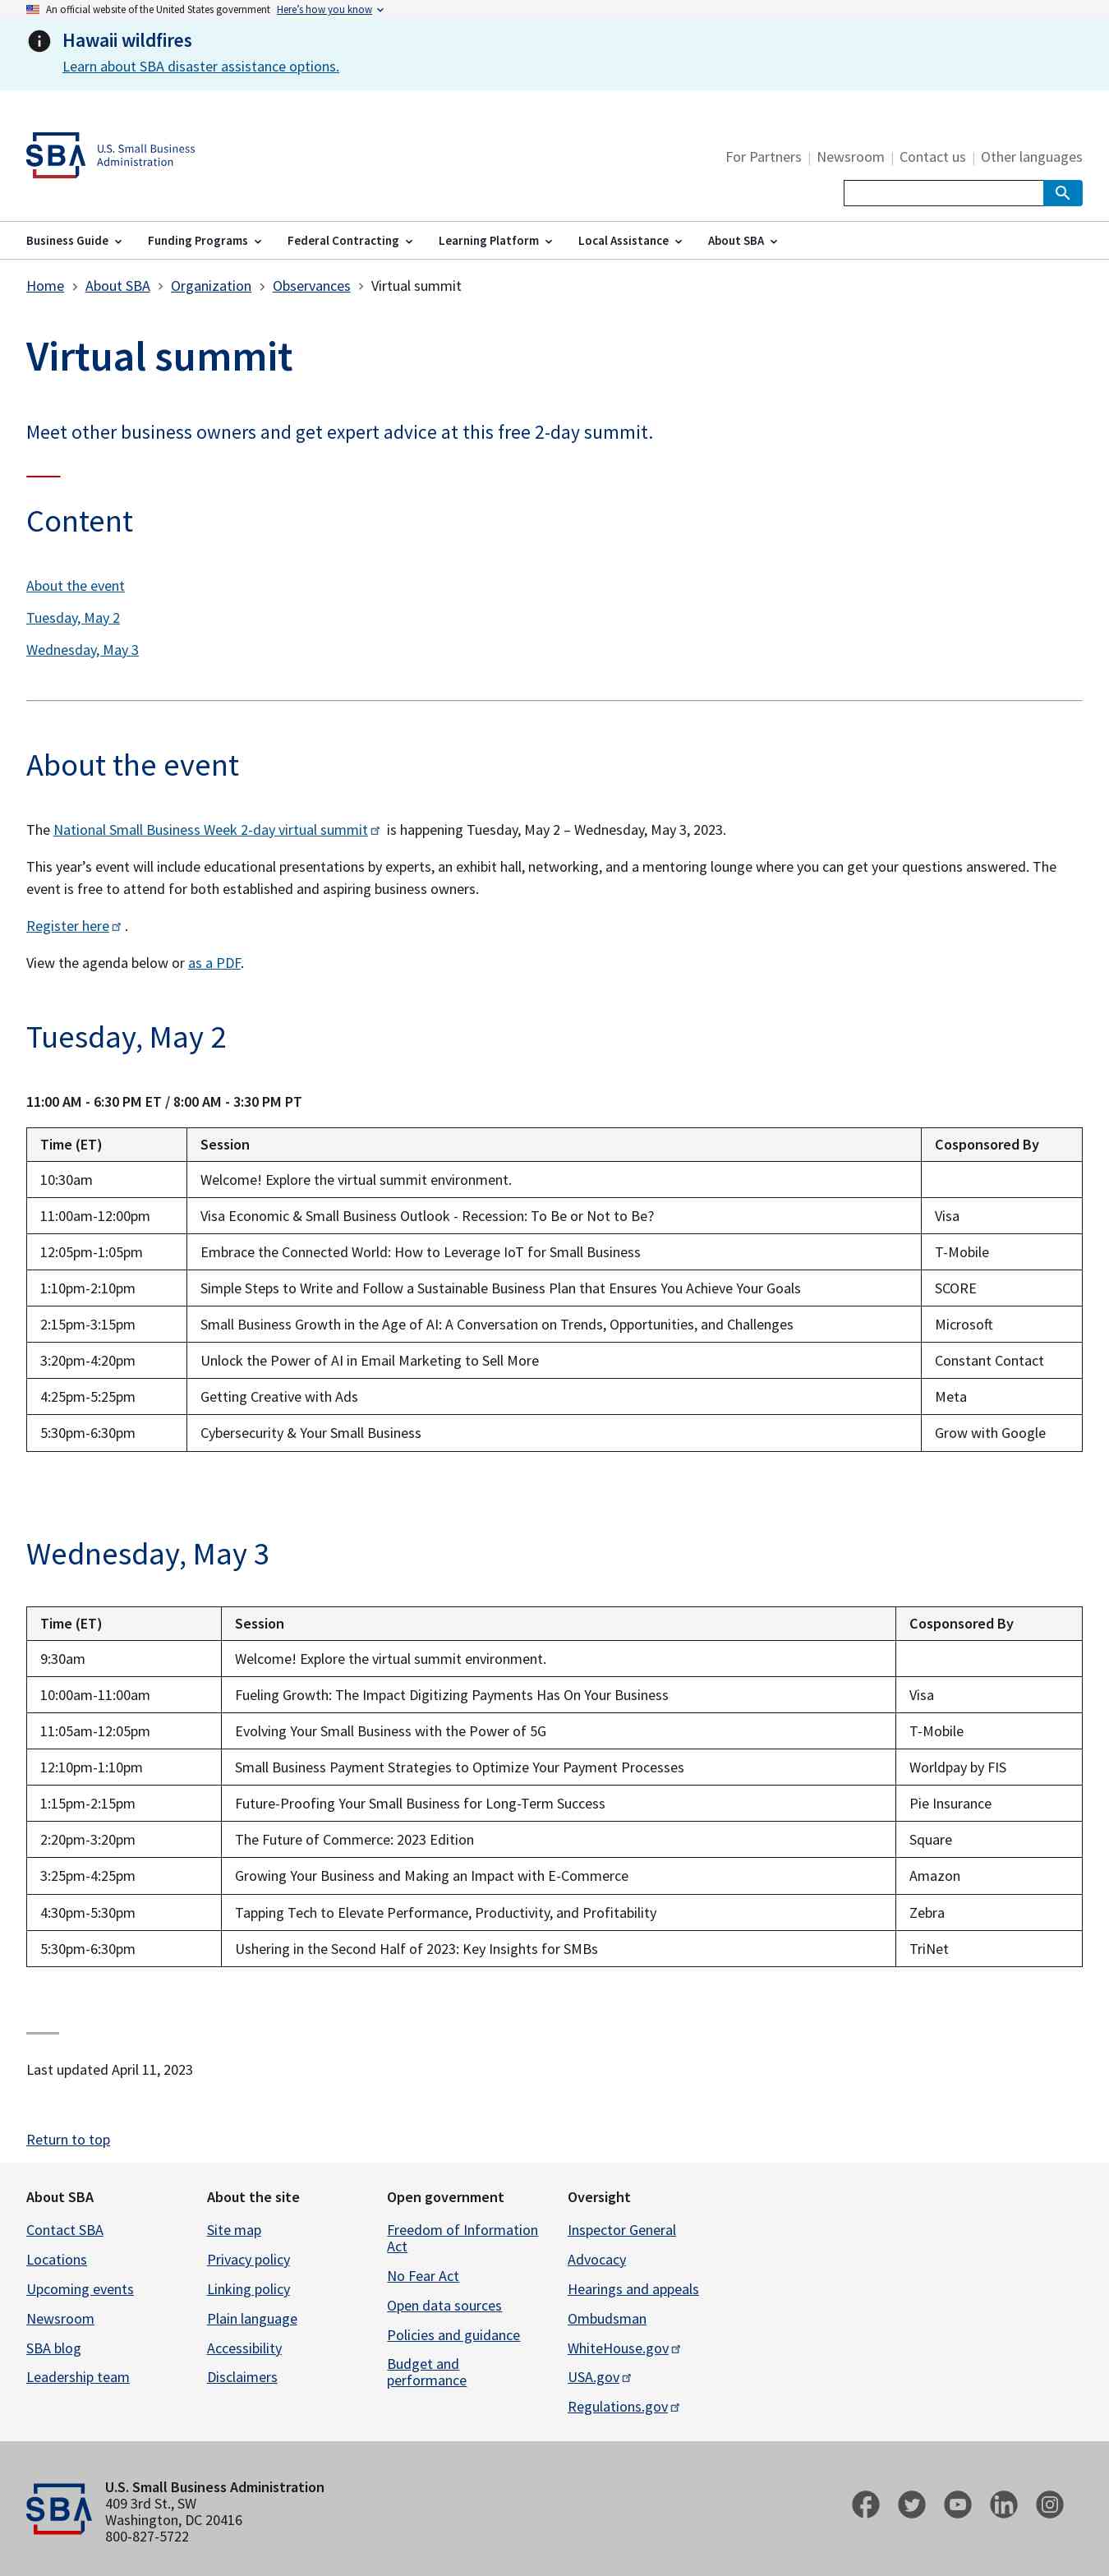 An official website of the United States government Here's how you know
Hawaii wildfires
Learn about SBA disaster assistance options.
SBA U.S. Small Business
Administration
For Partners | Newsroom | Contact us | Other languages
Business Guide Funding Programs Federal Contracting Learning Platform Local Assistance About SBA
Home About SBA Organization Observances Virtual summit
Virtual summit
Meet other business owners and get expert advice at this free 2-day summit.
Content
About the event
Tuesday, May 2
Wednesday, May 3
About the event
The National Small Business Week 2-day virtual summit is happening Tuesday, May 2 – Wednesday, May 3, 2023.
This year's event will include educational presentations by experts, an exhibit hall, networking, and a mentoring lounge where you can get your questions answered. The
event is free to attend for both established and aspiring business owners.
Register here .
View the agenda below or as a PDF.
Tuesday, May 2
11:00 AM - 6:30 PM ET / 8:00 AM - 3:30 PM PT
Time (ET) Session Cosponsored By
10:30am Welcome! Explore the virtual summit environment.
11:00am-12:00pm Visa Economic & Small Business Outlook - Recession: To Be or Not to Be? Visa
12:05pm-1:05pm Embrace the Connected World: How to Leverage IoT for Small Business T-Mobile
1:10pm-2:10pm Simple Steps to Write and Follow a Sustainable Business Plan that Ensures You Achieve Your Goals SCORE
2:15pm-3:15pm Small Business Growth in the Age of AI: A Conversation on Trends, Opportunities, and Challenges Microsoft
3:20pm-4:20pm Unlock the Power of AI in Email Marketing to Sell More Constant Contact
4:25pm-5:25pm Getting Creative with Ads Meta
5:30pm-6:30pm Cybersecurity & Your Small Business Grow with Google
Wednesday, May 3
Time (ET) Session Cosponsored By
9:30am Welcome! Explore the virtual summit environment.
10:00am-11:00am Fueling Growth: The Impact Digitizing Payments Has On Your Business Visa
11:05am-12:05pm Evolving Your Small Business with the Power of 5G T-Mobile
12:10pm-1:10pm Small Business Payment Strategies to Optimize Your Payment Processes Worldpay by FIS
1:15pm-2:15pm Future-Proofing Your Small Business for Long-Term Success Pie Insurance
2:20pm-3:20pm The Future of Commerce: 2023 Edition Square
3:25pm-4:25pm Growing Your Business and Making an Impact with E-Commerce Amazon
4:30pm-5:30pm Tapping Tech to Elevate Performance, Productivity, and Profitability Zebra
5:30pm-6:30pm Ushering in the Second Half of 2023: Key Insights for SMBs TriNet
Last updated April 11, 2023
Return to top
About SBA
Contact SBA
Locations
Upcoming events
Newsroom
SBA blog
Leadership team
About the site
Site map
Privacy policy
Linking policy
Plain language
Accessibility
Disclaimers
Open government
Freedom of Information
Act
No Fear Act
Open data sources
Policies and guidance
Budget and
performance
Oversight
Inspector General
Advocacy
Hearings and appeals
Ombudsman
WhiteHouse.gov
USA.gov
Regulations.gov
SBA
U.S. Small Business Administration
409 3rd St., SW
Washington, DC 20416
800-827-5722